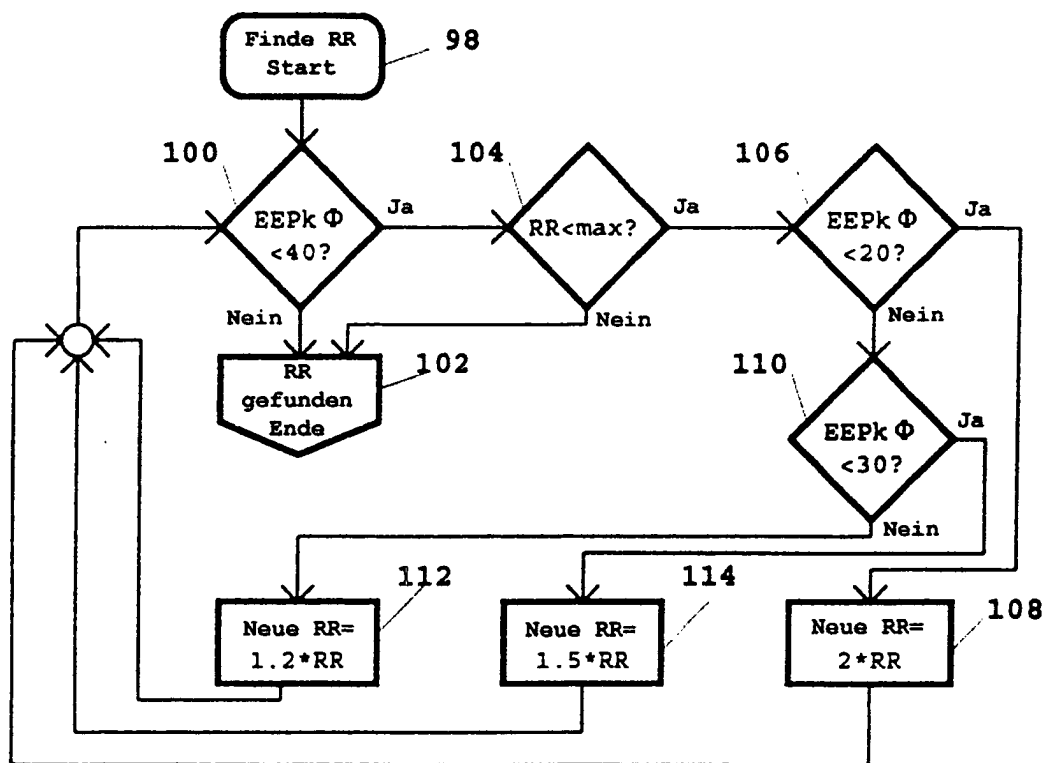 Finde RR
Start
98
100
EEPk Φ
<40?
Ja
Nein
104
RR<max?
Ja
Nein
106
EEPk Φ
<20?
Ja
Nein
RR
gefunden
Ende
102
110
EEPk Φ
<30?
Ja
Nein
112
Neue RR=
1.2*RR
114
Neue RR=
1.5*RR
108
Neue RR=
2*RR